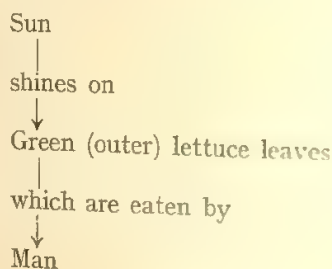 Sun
shines on
Green (outer) lettuce leaves
which are eaten by
Man